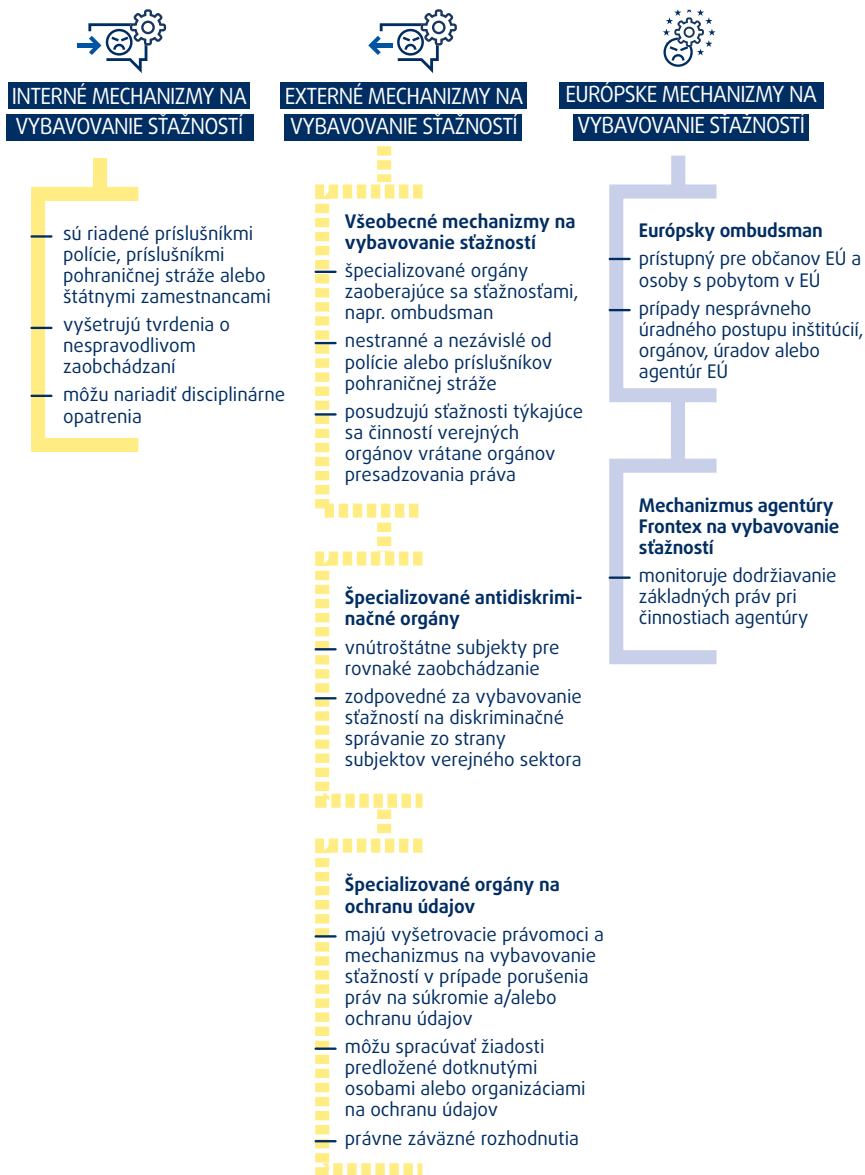 INTERNÉ MECHANIZMY NA
VYBAVOVANIE SŤAŽNOSTÍ
— sú riadené príslušníkmi
polície, príslušníkmi
pohraničnej stráže alebo
štátnymi zamestnancami
— vyšetrujú tvrdenia o
nespravodlivom
zaobchádzaní
— môžu nariadiť disciplinárne
opatrenia
EXTERNÉ MECHANIZMY NA
VYBAVOVANIE SŤAŽNOSTÍ
Všeobecné mechanizmy na
vybavovanie sťažností
— špecializované orgány
zaoberajúce sa sťažnosťami,
napr. ombudsman
— nestranné a nezávislé od
polície alebo príslušníkov
pohraničnej stráže
— posudzujú sťažnosti týkajúce
sa činností verejných
orgánov vrátane orgánov
presadzovania práva
Špecializované antidiskrimi-
načné orgány
— vnútroštátne subjekty pre
rovnaké zaobchádzanie
— zodpovedné za vybavovanie
sťažností na diskriminačné
správanie zo strany
subjektov verejného sektora
Špecializované orgány na
ochranu údajov
— majú vyšetrovacie právomoci a
mechanizmus na vybavovanie
sťažností v prípade porušenia
práv na súkromie a/alebo
ochranu údajov
— môžu spracúvať žiadosti
predložené dotknutými
osobami alebo organizáciami
na ochranu údajov
— právne záväzné rozhodnutia
EURÓPSKE MECHANIZMY NA
VYBAVOVANIE SŤAŽNOSTÍ
Európsky ombudsman
— prístupný pre občanov EÚ a
osoby s pobytom v EÚ
— prípady nesprávneho
úradného postupu inštitúcií,
orgánov, úradov alebo
agentúr EÚ
Mechanizmus agentúry
Frontex na vybavovanie
sťažností
— monitoruje dodržiavanie
základných práv pri
činnostiach agentúry